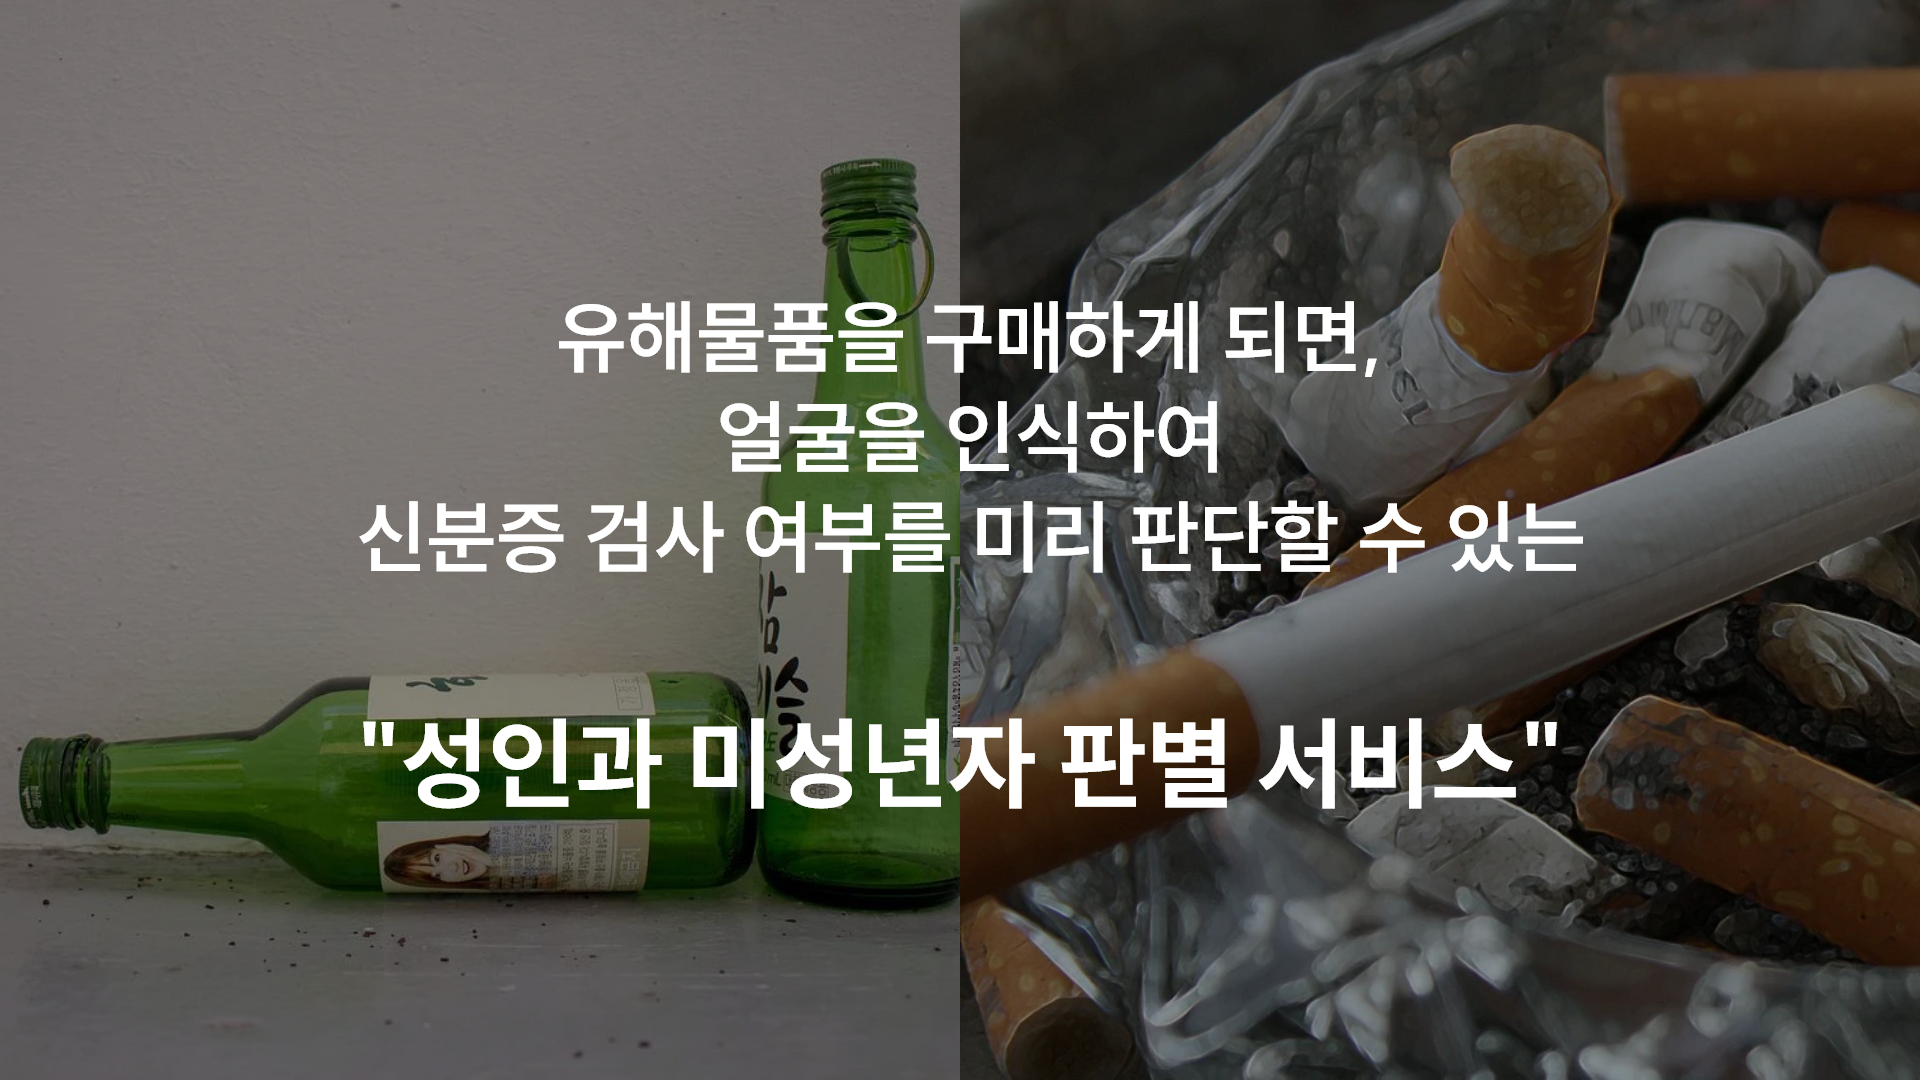 유해물품을 구매하게 되면,
얼굴을 인식하여
신분증 검사 여부를 미리 판단할 수 있는
"성인과 미성년자 판별 서비스"